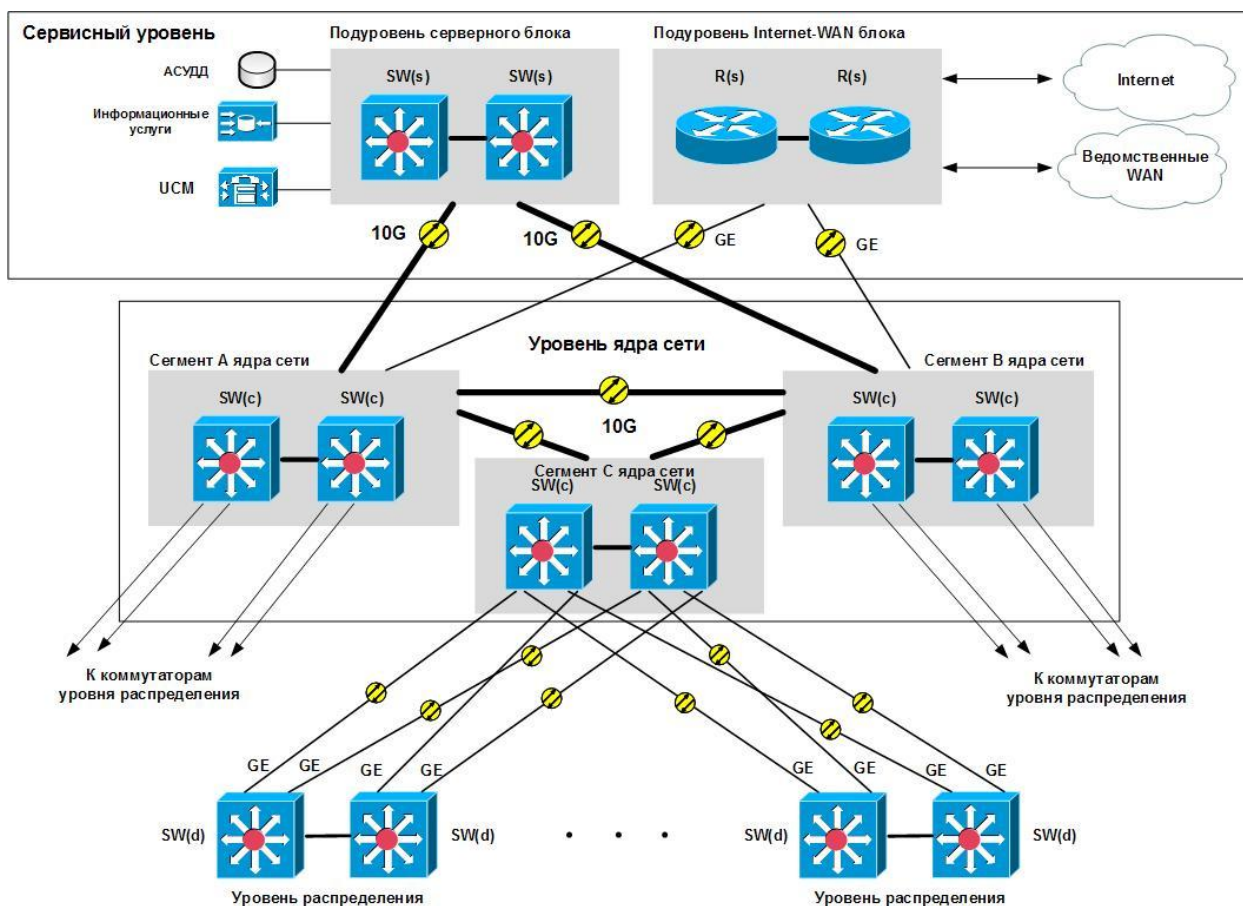 Сервисный уровень
Подуровень серверного блока
Подуровень Internet-WAN блока
АСУДД
Информационные
услуги
UCM
SW(s)
SW(s)
R(s)
R(s)
Internet
Ведомственные
WAN
10G
10G
GE
GE
Уровень ядра сети
Сегмент А ядра сети
Сегмент В ядра сети
SW(c)
SW(c)
SW(c)
SW(c)
10G
Сегмент С ядра сети
SW(c)
SW(c)
К коммутаторам
уровня распределения
К коммутаторам
уровня распределения
GE
GE
GE
GE
GE
GE
GE
GE
SW(d)
SW(d)
. . .
SW(d)
SW(d)
Уровень распределения
Уровень распределения